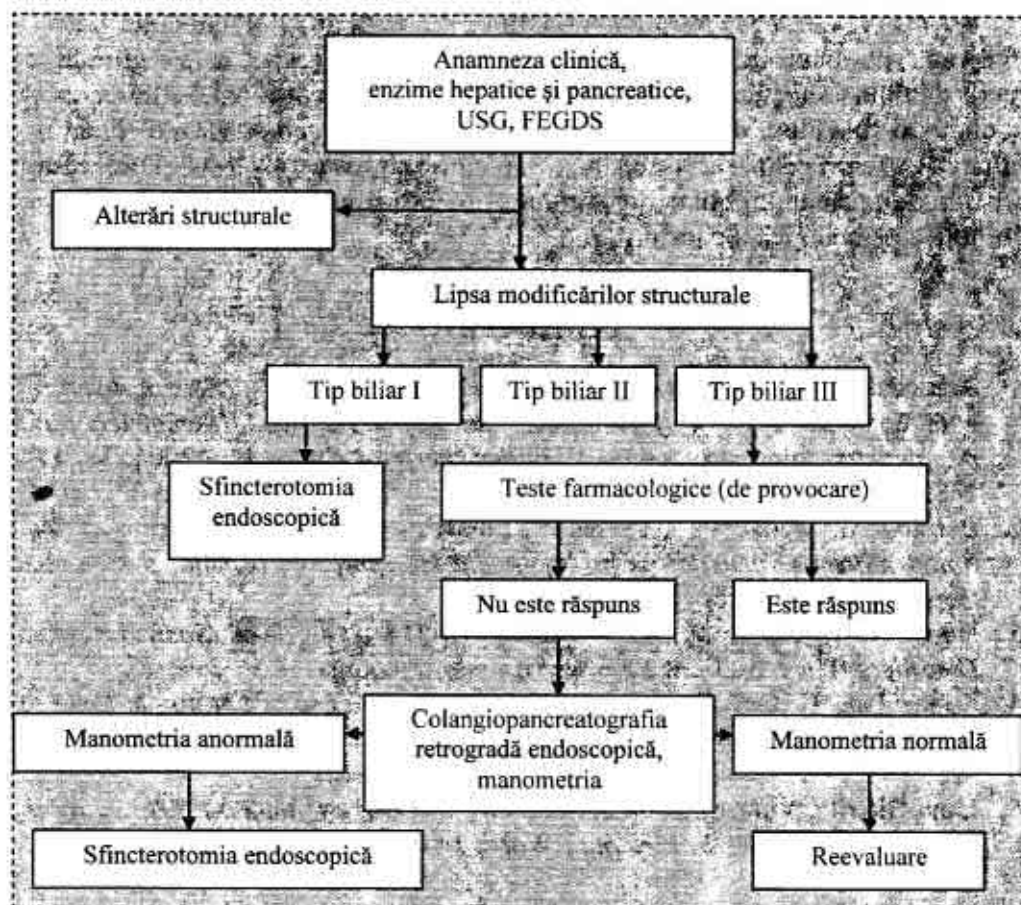 Anamneza clinică,
enzime hepatice și pancreatice,
USG, FEGDS
Alterări structurale
Lipsa modificărilor structurale
Tip biliar I
Tip biliar II
Tip biliar III
Sfincterotomia
endoscopică
Teste farmacologice (de provocare)
Nu este răspuns
Este răspuns
Manometria anormală
Colangiopancreatografia
retrogradă endoscopică,
manometria
Manometria normală
Sfincterotomia endoscopică
Reevaluare